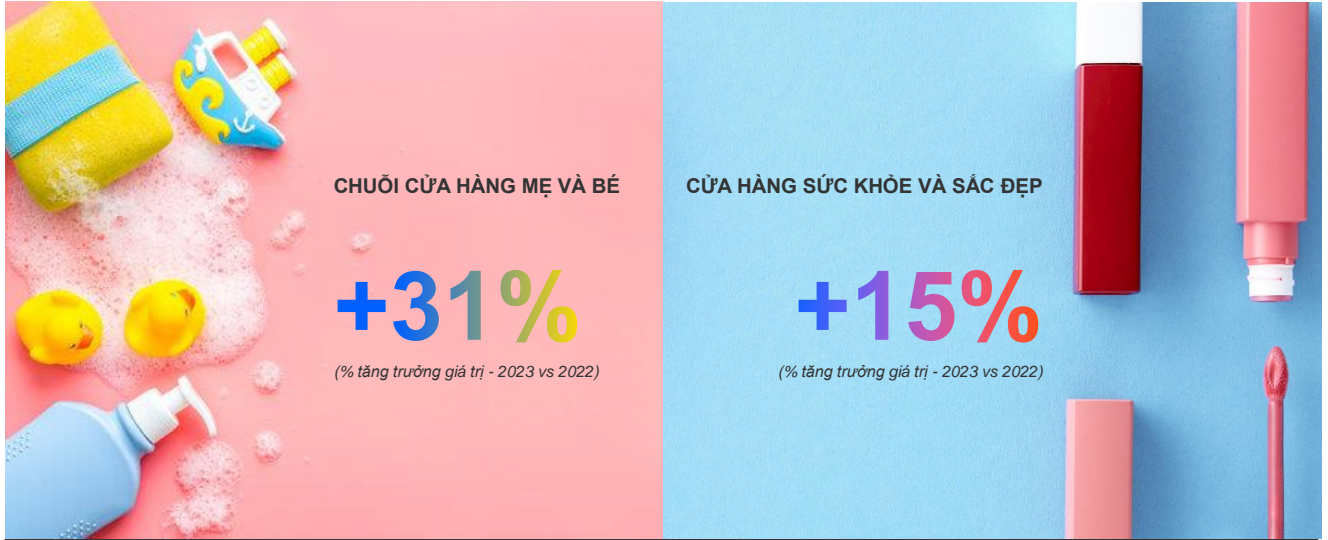 CHUỖI CỬA HÀNG MẸ VÀ BÉ
+31%
(% tăng trưởng giá trị - 2023 vs 2022)
CỬA HÀNG SỨC KHỎE VÀ SẮC ĐẸP
+15%
(% tăng trưởng giá trị - 2023 vs 2022)